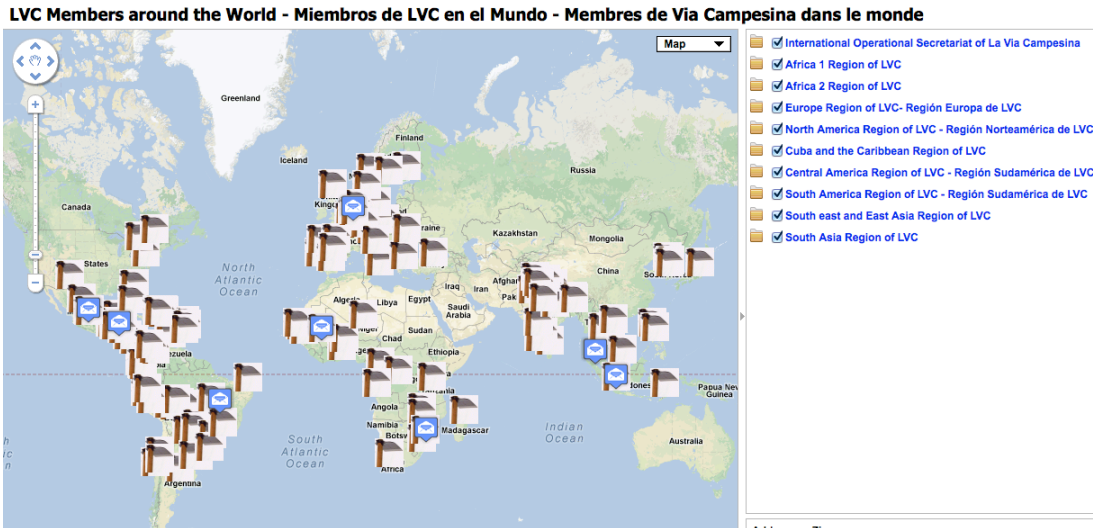 LVC Members around the World - Miembros de LVC en el Mundo - Membres de Via Campesina dans le monde
Map
International Operational Secretariat of La Via Campesina
Africa 1 Region of LVC
Africa 2 Region of LVC
Europe Region of LVC- Región Europa de LVC
North America Region of LVC - Región Norteamérica de LVC
Cuba and the Caribbean Region of LVC
Central America Region of LVC - Región Sudamérica de LVC
South America Region of LVC - Región Sudamérica de LVC
South east and East Asia Region of LVC
South Asia Region of LVC
Greenland
Iceland
Finland
Russia
Canada
Kazakhstan
Mongolia
States
North
Atlantic
Ocean
China
Iraq
Iran
Libya
Egypt
Saudi
Arabia
Chad
Sudan
Ethiopia
Papua New
Guinea
Angola
Namibia
Madagascar
Indian
Ocean
South
Atlantic
Ocean
Africa
Australia
Argentina